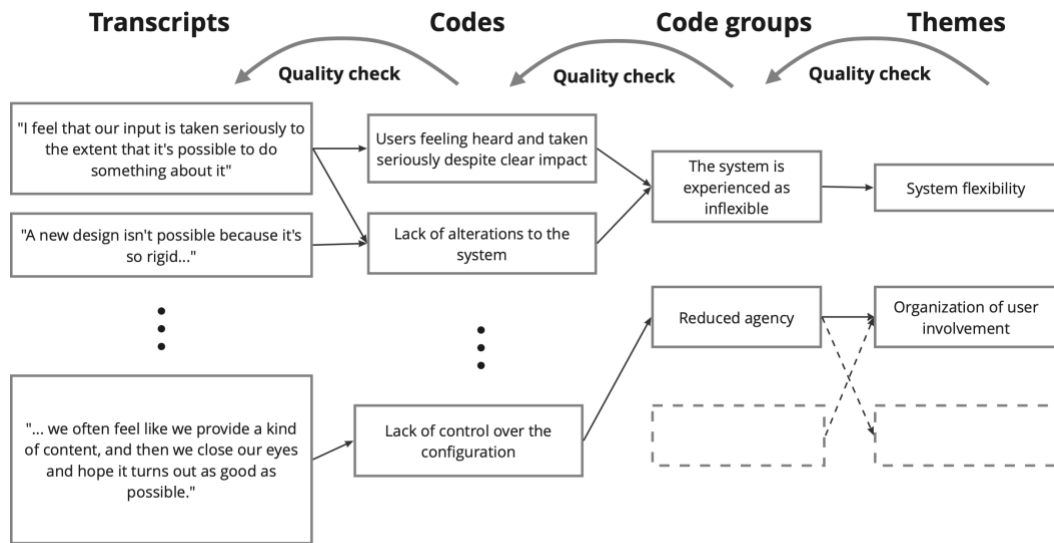 Transcripts
Codes
Code groups
Themes
Quality check
Quality check
Quality check
"I feel that our input is taken seriously to
the extent that it's possible to do
something about it"
"A new design isn't possible because it's
so rigid..."
"... we often feel like we provide a kind
of content, and then we close our eyes
and hope it turns out as good as
possible."
Users feeling heard and taken
seriously despite clear impact
Lack of alterations to the
system
Lack of control over the
configuration
The system is
experienced as
inflexible
Reduced agency
System flexibility
Organization of user
involvement